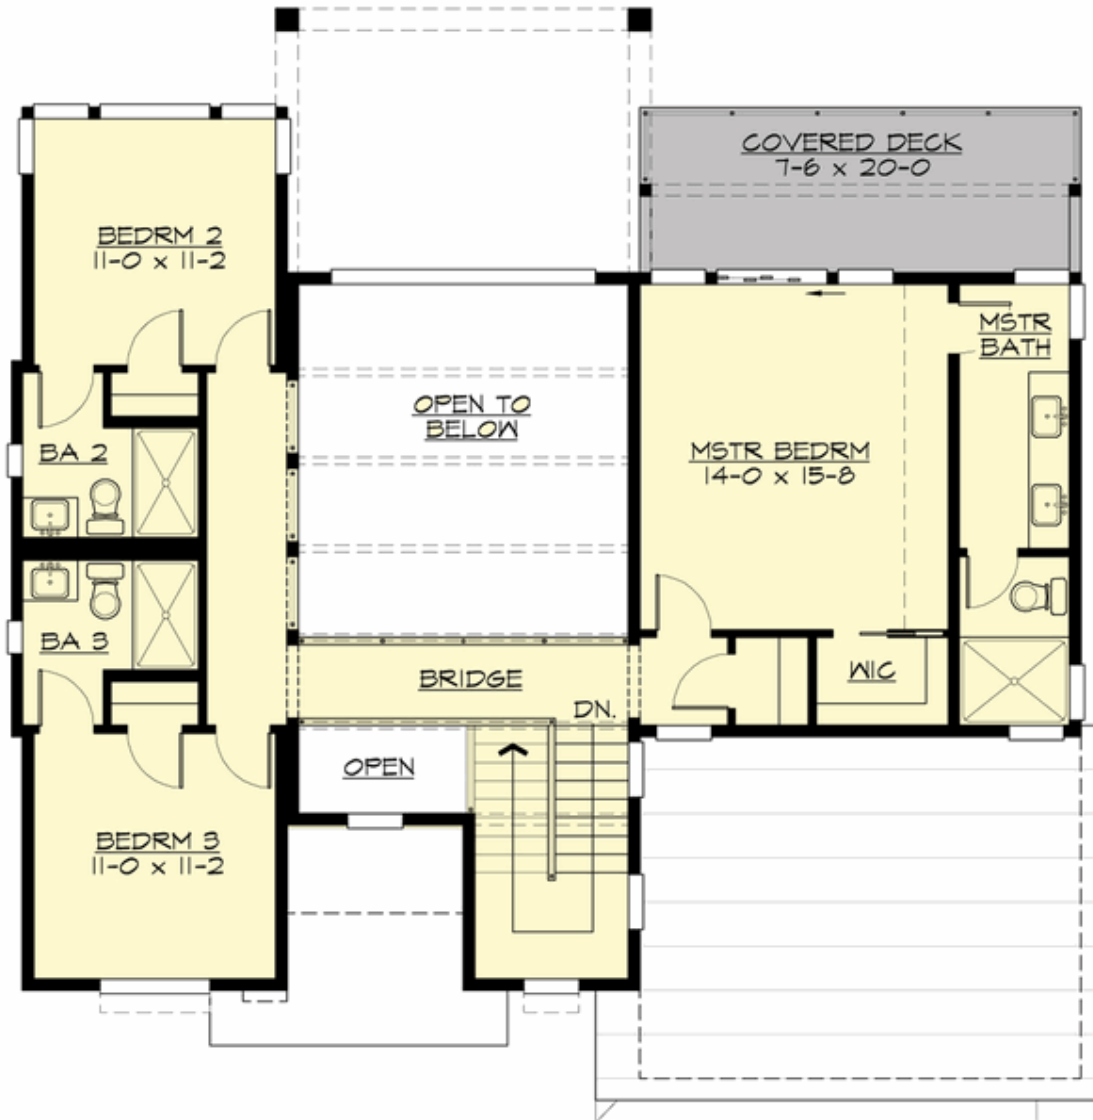 COVERED DECK
7-6 x 20-0
BEDRM 2
11-0 x 11-2
MSTR
BATH
OPEN TO
BELOW
MSTR BEDRM
14-0 x 15-8
BA 2
BA 3
BRIDGE
WIC
DN.
OPEN
BEDRM 3
11-0 x 11-2